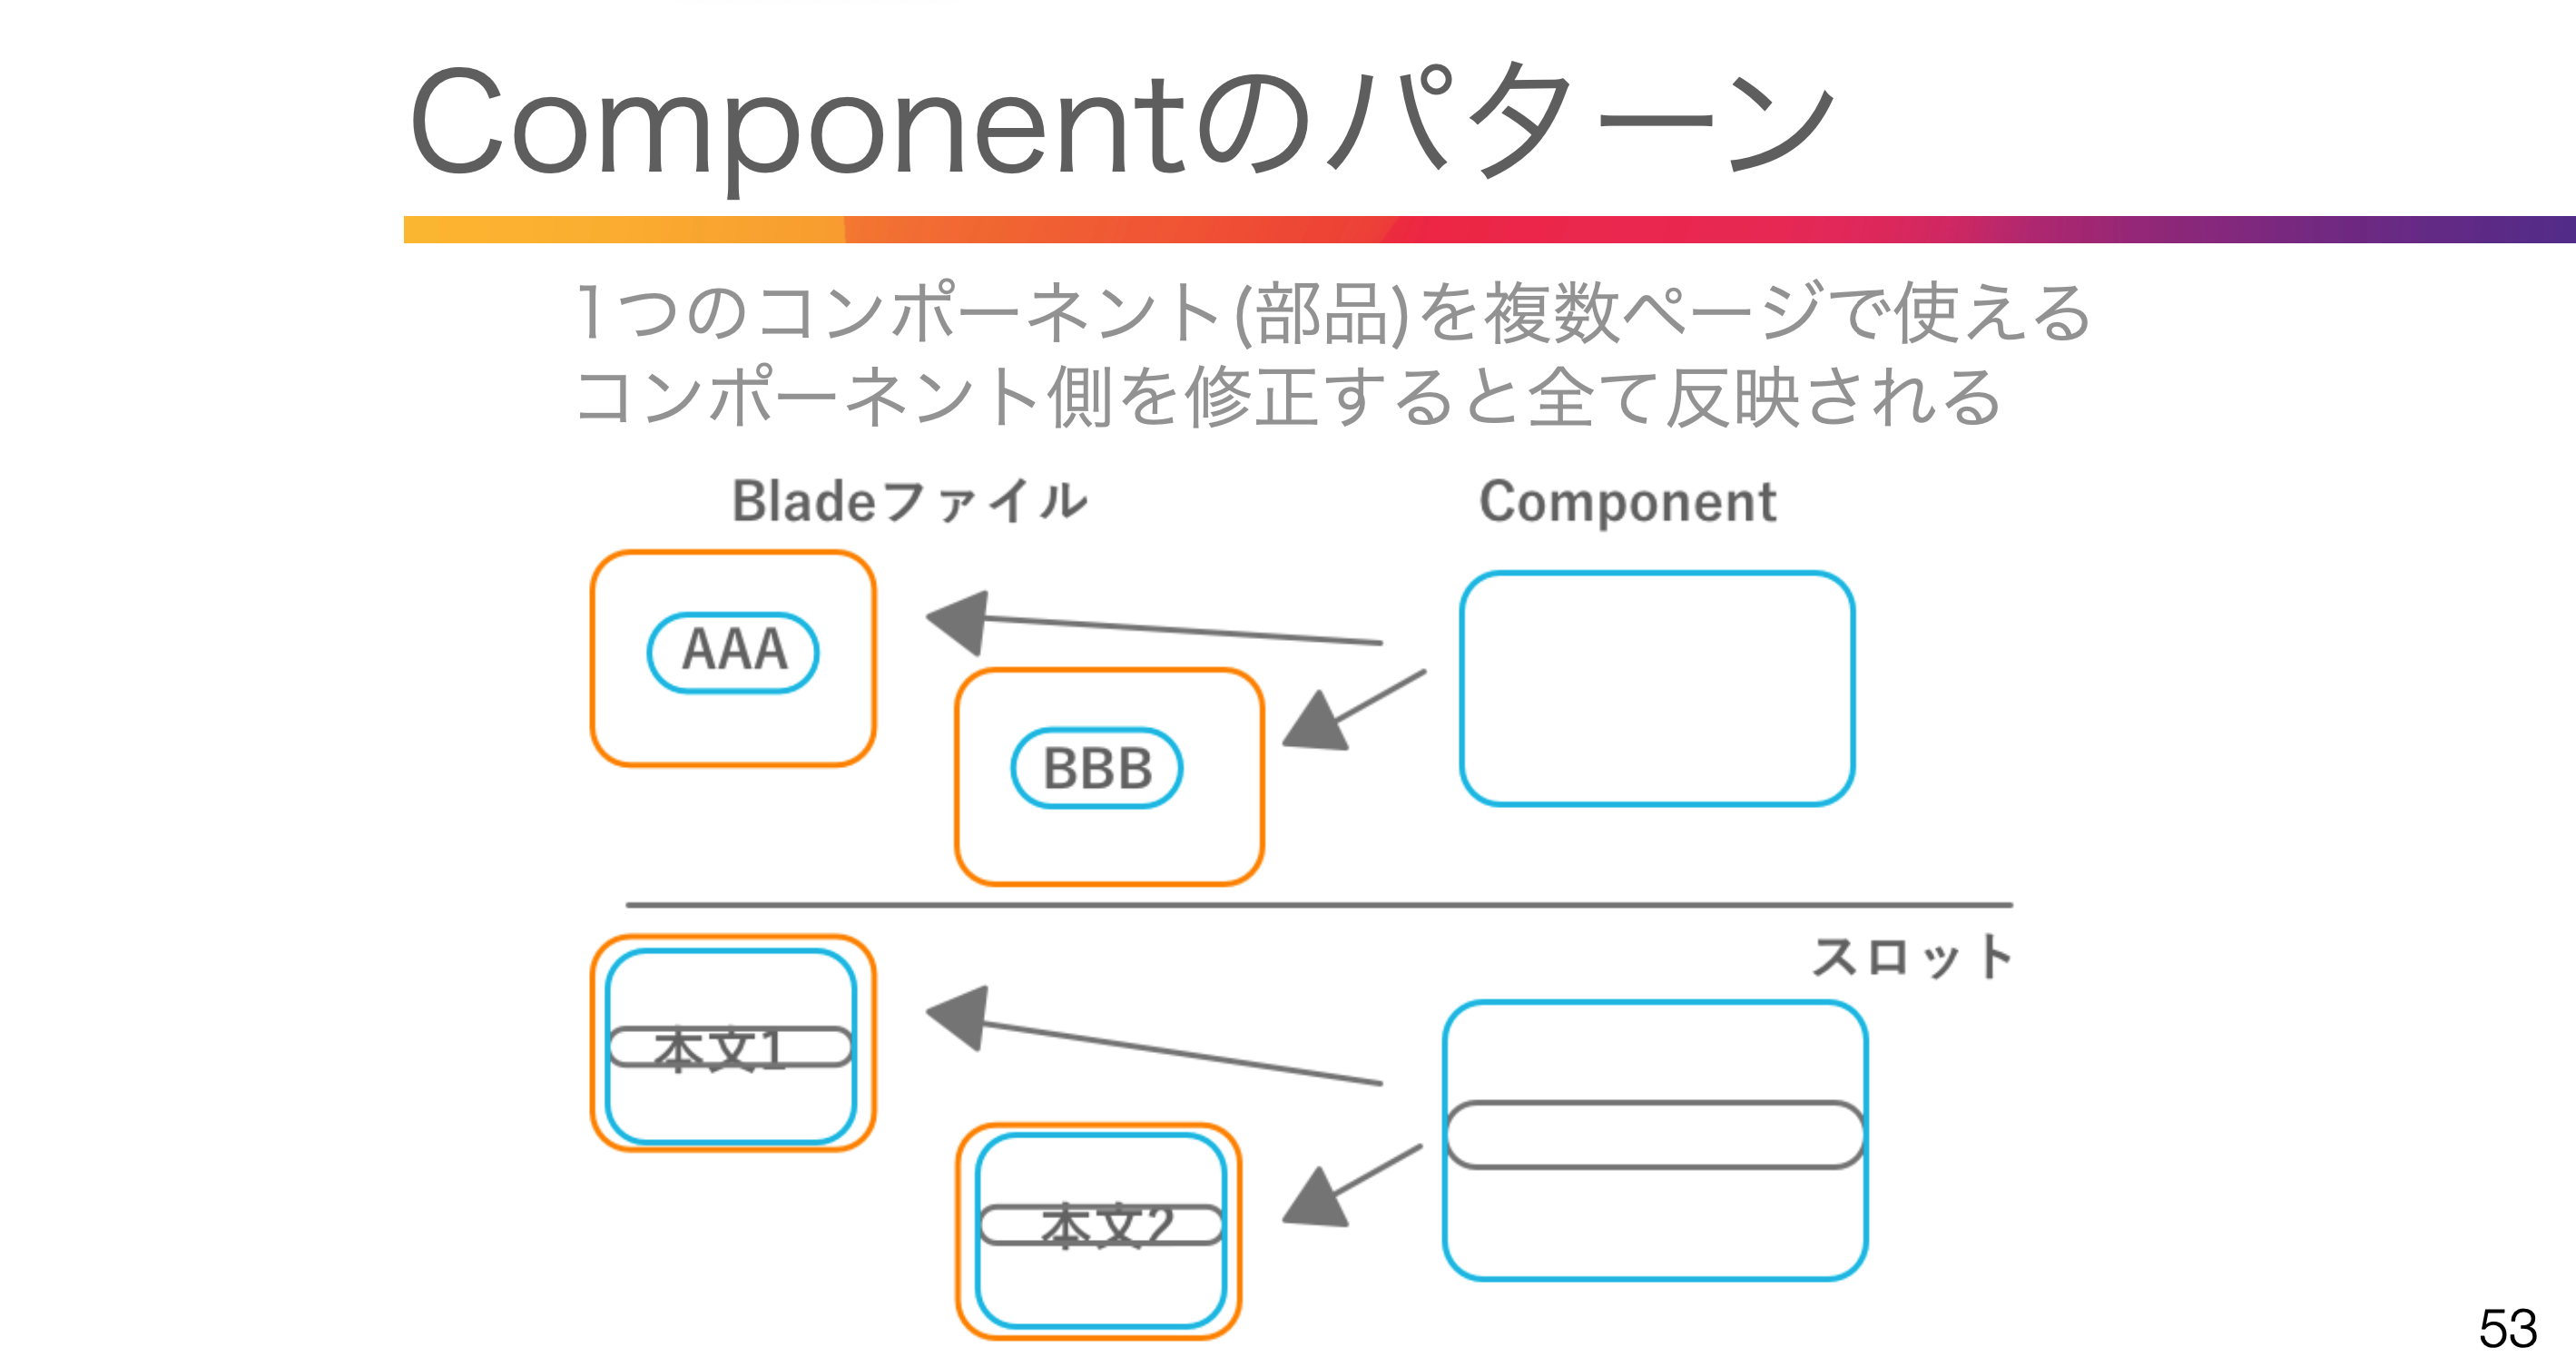 Componentのパターン
1つのコンポーネント(部品)を複数ページで使える
コンポーネント側を修正すると全て反映される
Bladeファイル
Component
AAA
BBB
スロット
本文1
本文2
53